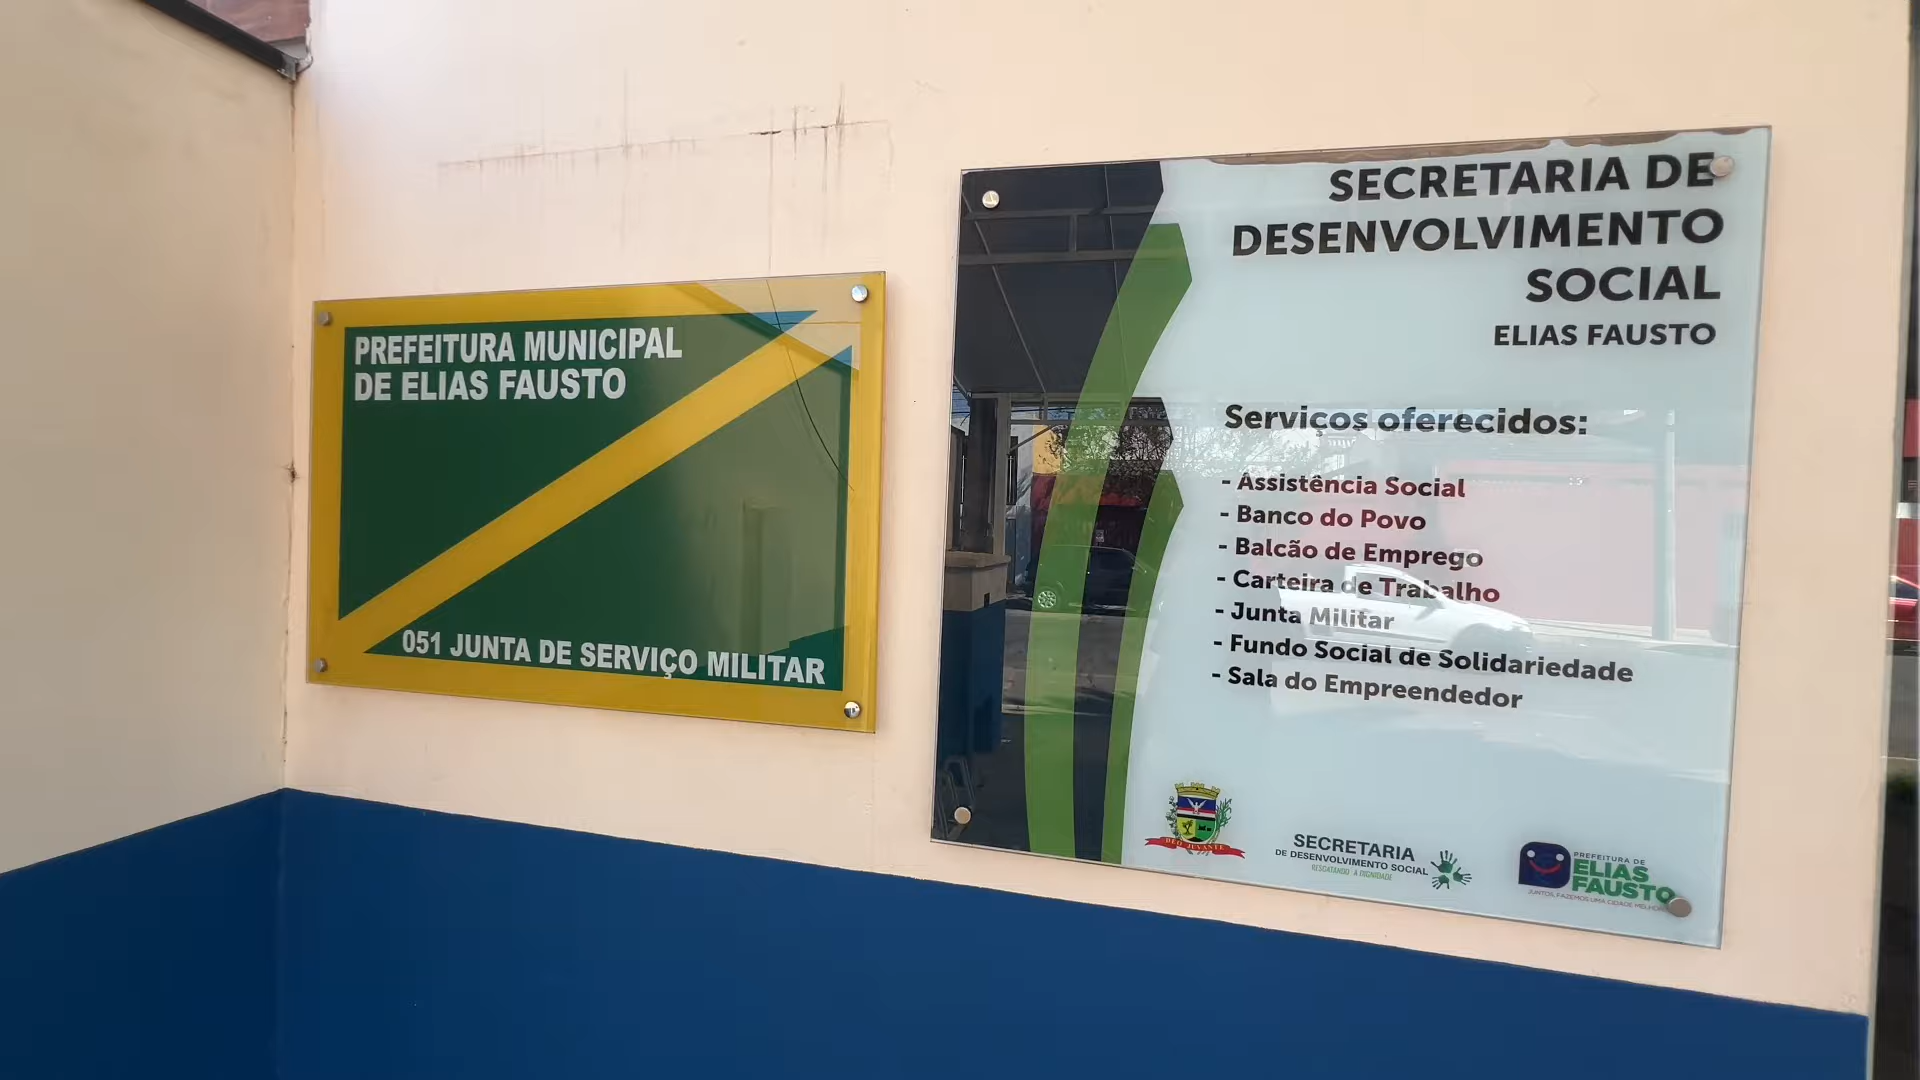 PREFEITURA MUNICIPAL
DE ELIAS FAUSTO
051 JUNTA DE SERVIÇO MILITAR
SECRETARIA DE
DESENVOLVIMENTO
SOCIAL
ELIAS FAUSTO
Serviços oferecidos:
- Assistência Social
- Banco do Povo
- Balcão de Emprego
- Carteira de Trabalho
- Junta Militar
- Fundo Social de Solidariedade
- Sala do Empreendedor
DEO JUVANTE
SECRETARIA
DE DESENVOLVIMENTO SOCIAL
RESGATANDO A DIGNIDADE
PREFEITURA DE
ELIAS
FAUSTO
JUNTOS, FAZEMOS UMA CIDADE MELHOR